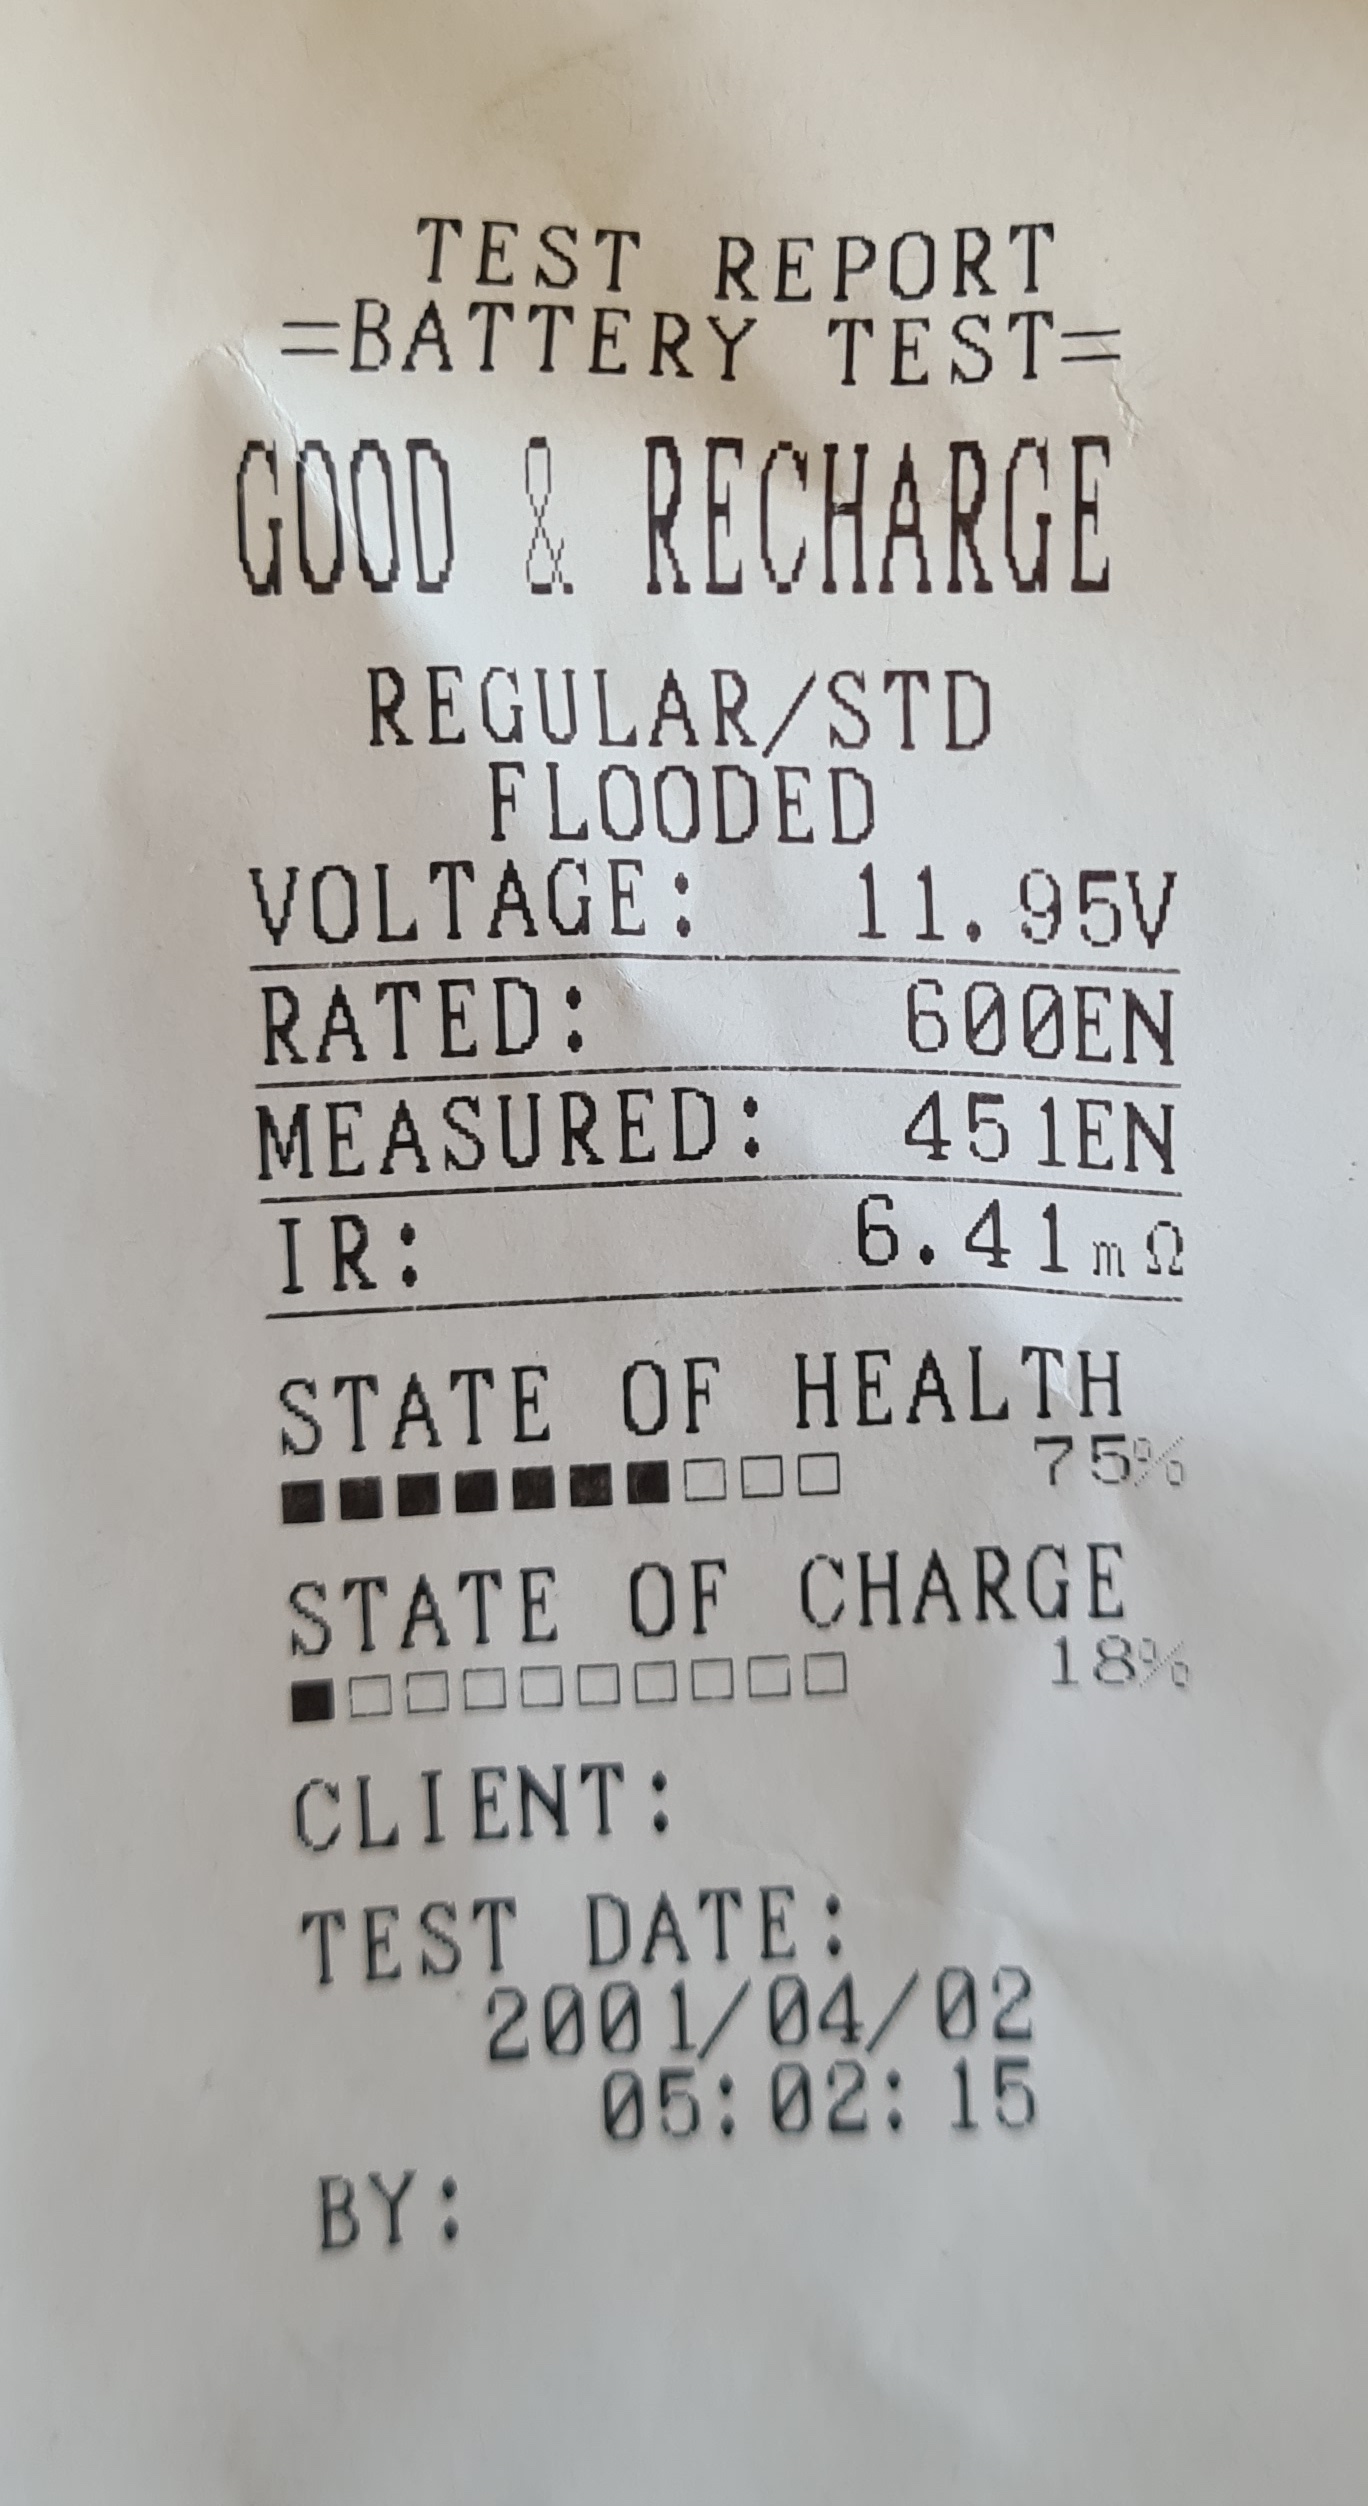 TEST REPORT
=BATTERY TEST=
GOOD & RECHARGE
REGULAR/STD
FLOODED
VOLTAGE: 11.95V
RATED: 600EN
MEASURED: 451EN
IR: 6.41mΩ
STATE OF HEALTH
75%
STATE OF CHARGE
18%
CLIENT:
TEST DATE:
2001/04/02
05:02:15
BY: